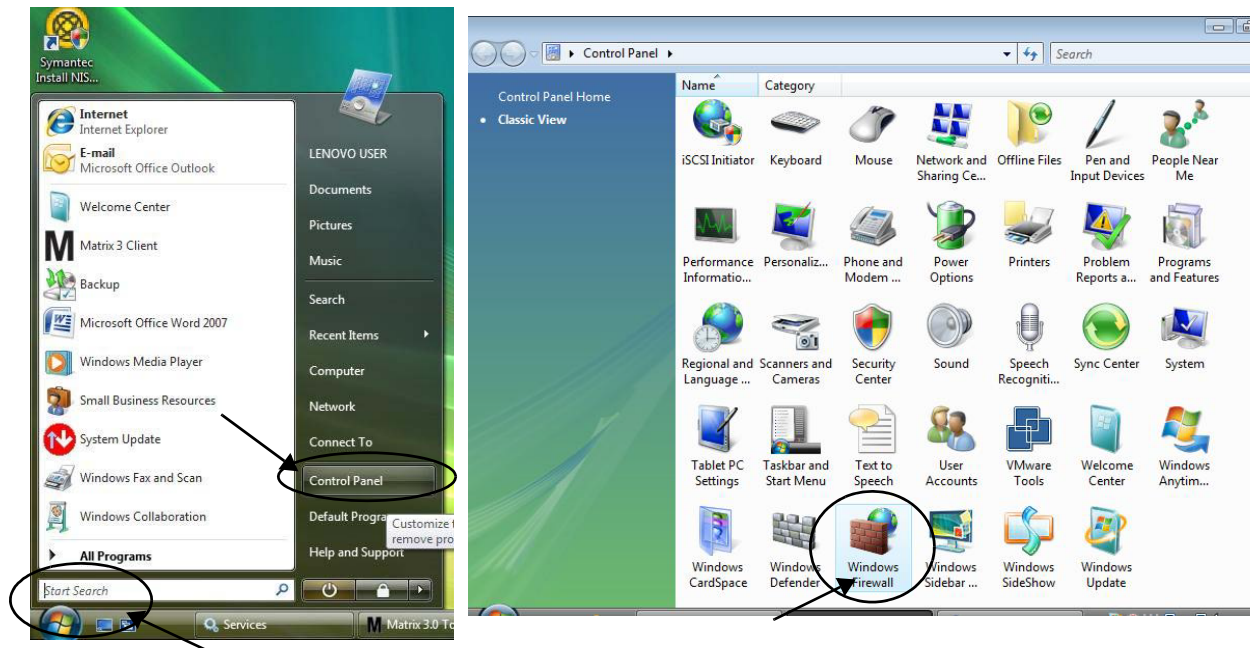 Symantec
Install NIS...
Internet
Internet Explorer
E-mail
Microsoft Office Outlook
Welcome Center
Matrix 3 Client
Backup
Microsoft Office Word 2007
Windows Media Player
Small Business Resources
System Update
Windows Fax and Scan
Windows Collaboration
All Programs
Start Search
LENOVO USER
Documents
Pictures
Music
Search
Recent Items
Computer
Network
Connect To
Control Panel
Default Progra
Customize
remove pro
Help and Support
Services
Matrix 3.0 To
Control Panel
Search
Control Panel Home
Classic View
Name Category
iSCSI Initiator
Keyboard
Mouse
Network and
Sharing Ce...
Offline Files
Pen and
Input Devices
People Near
Me
Performance
Informatio...
Personaliz...
Phone and
Modem ...
Power
Options
Printers
Problem
Reports a...
Programs
and Features
Regional and
Language ...
Scanners and
Cameras
Security
Center
Sound
Speech
Recogniti...
Sync Center
System
Tablet PC
Settings
Taskbar and
Start Menu
Text to
Speech
User
Accounts
VMware
Tools
Welcome
Center
Windows
Anytim...
Windows
CardSpace
Windows
Defender
Windows
Firewall
Windows
Sidebar ...
Windows
SideShow
Windows
Update